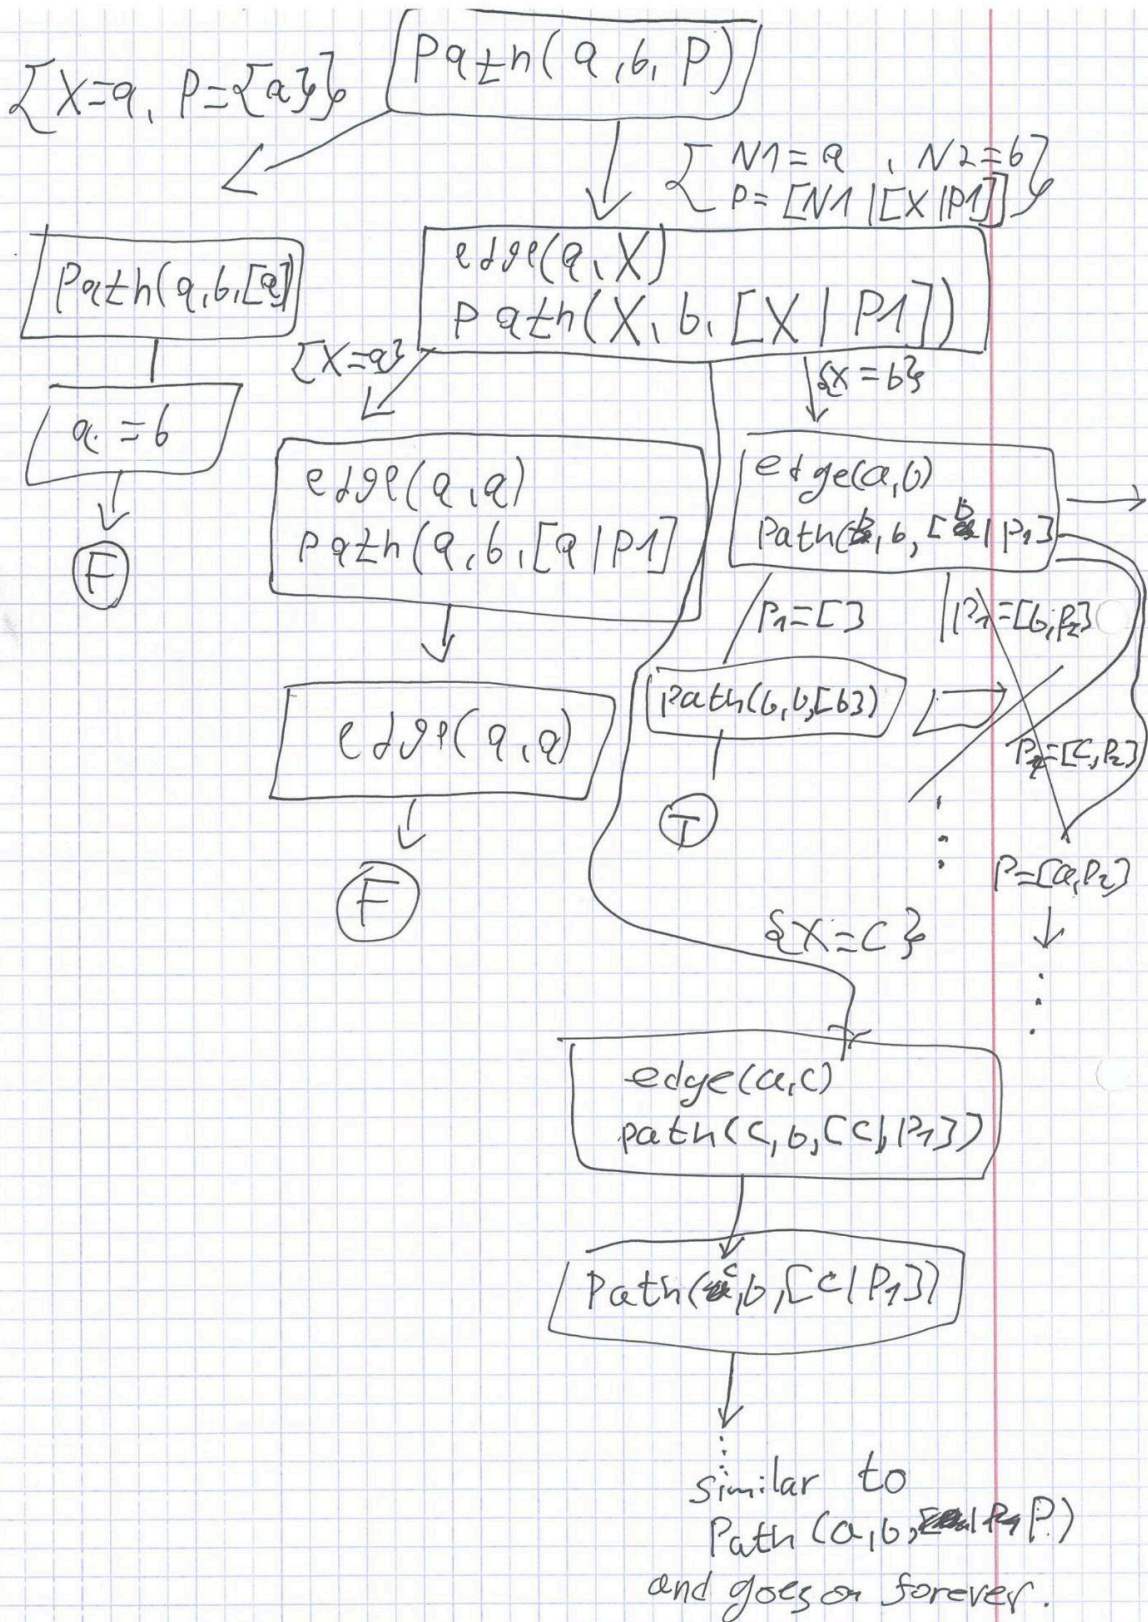 Path(a,b,P)
{X=a, P={a}}
{ N1=a , N2=b }
P=[N1|[X|P1]]
Path(a,b,[a]
edge(a,X)
path(X,b,[X|P1])
{X=a}
{X=b}
a = b
F
edge(a,a)
path(a,b,[a|P1]
edge(a,b)
Path(b,b,[b|P1]
P1=[]
P1=[b,P2]
edge(a,a)
Path(b,b,[b])
P1=[C,P2]
T
F
P=[a,P2]
{X=C}
edge(a,c)
path(c,b,[c|P1])
Path(c,b,[c|P1])
similar to
Path(a,b,P)
and goes on forever.